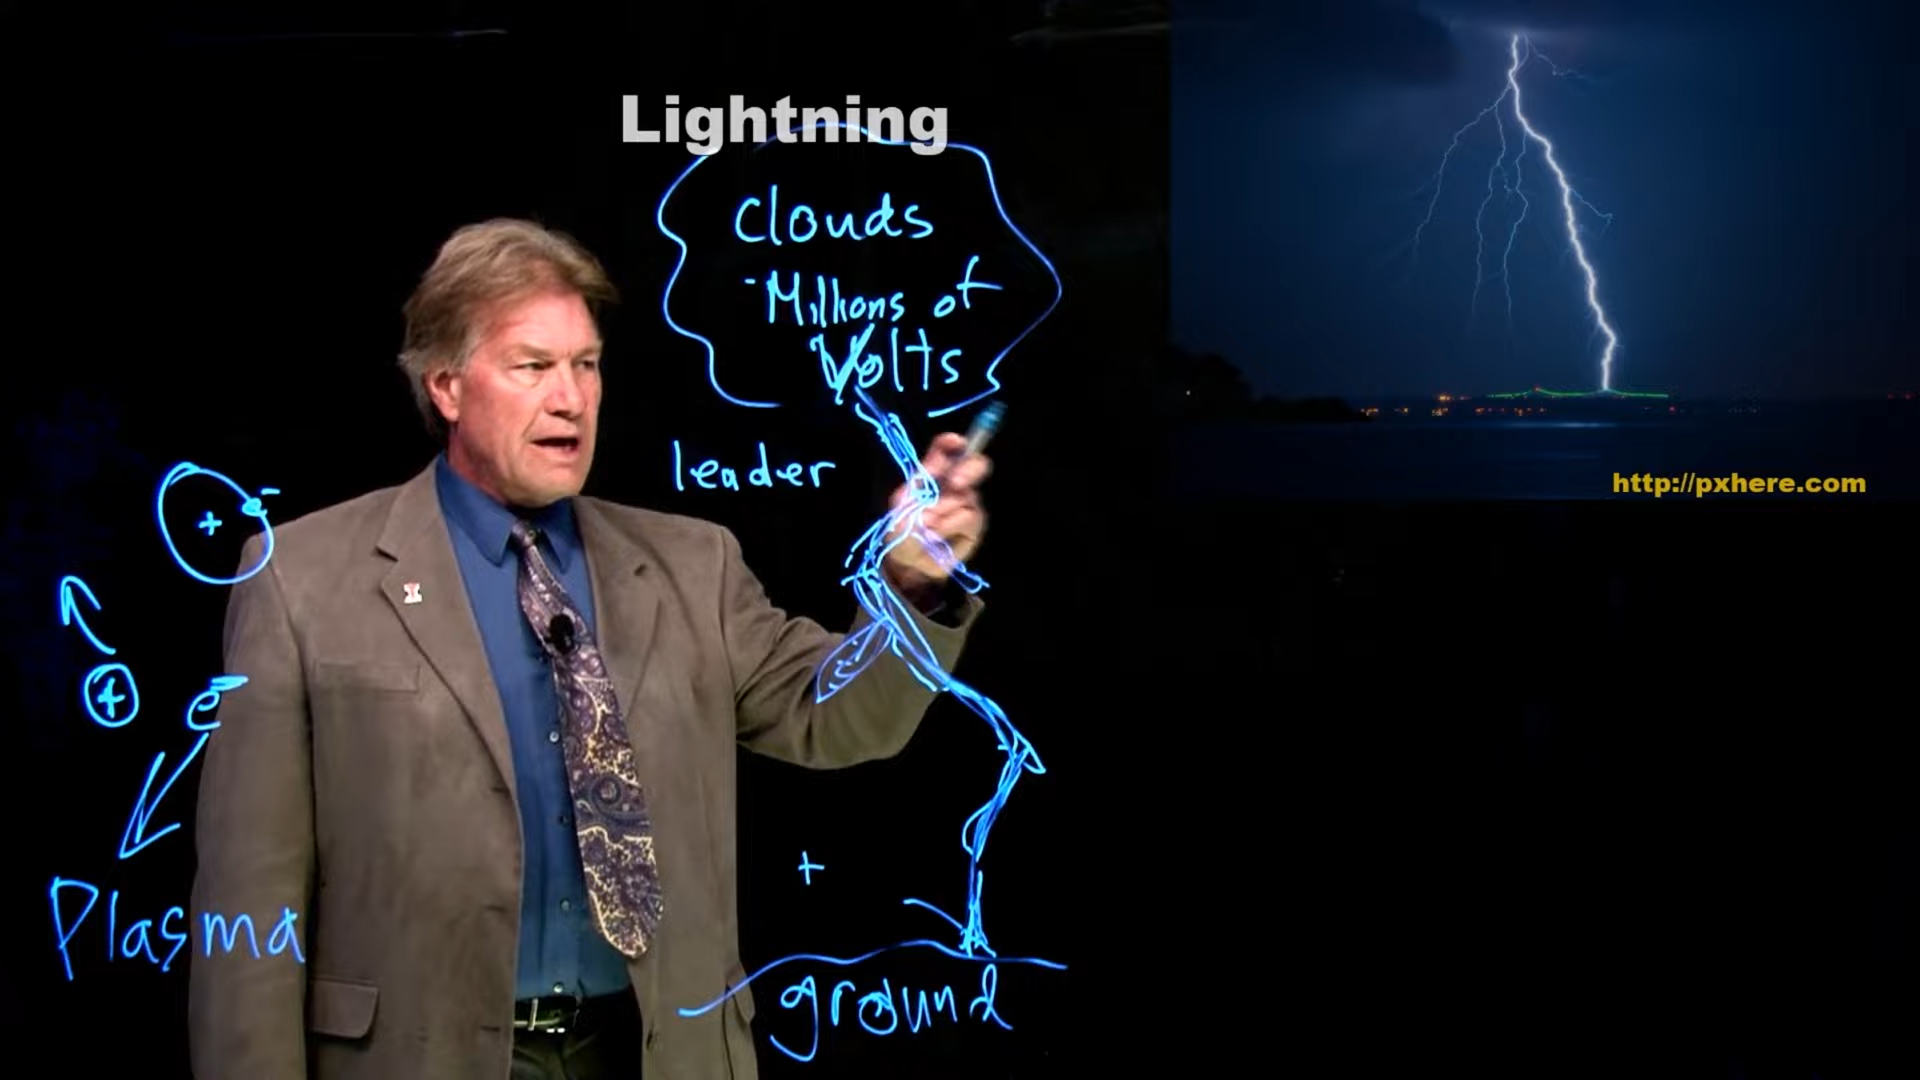 Lightning
clouds
-Millions of
Volts
leader
e-
+
+
e-
Plasma
+
ground
http://pxhere.com